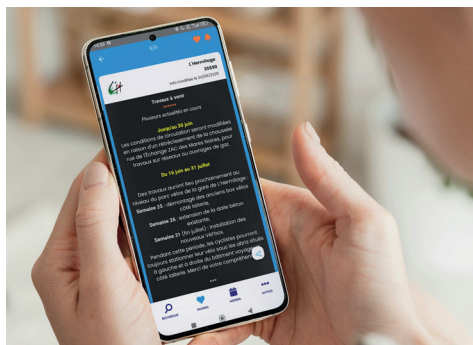 5/5
L'Hermitage
35590
Travaux à venir
Plusieurs actualités en cours
Jusqu'au 30 juin
Les conditions de circulation seront modifiées
en raison d'un rétrécissement de la chaussée
rue de l'Échange ZAC des Mares Noires, pour
travaux sur réseaux ou ouvrages de gaz.
Du 16 juin au 31 juillet
Des travaux auront lieu prochainement au
niveau du parc vélos de la gare de L'Hermitage :
Semaine 25 : démontage des anciens box vélos
côté laiterie,
Semaine 26 : extension de la dalle béton
existante.
Semaine 31 (fin juillet) : installation des
nouveaux Vertbox.
Pendant cette période, les cyclistes pourront
toujours stationner leur vélo sous les abris situés
à gauche et à droite du bâtiment voyageur
côté laiterie. Merci de votre compréhension